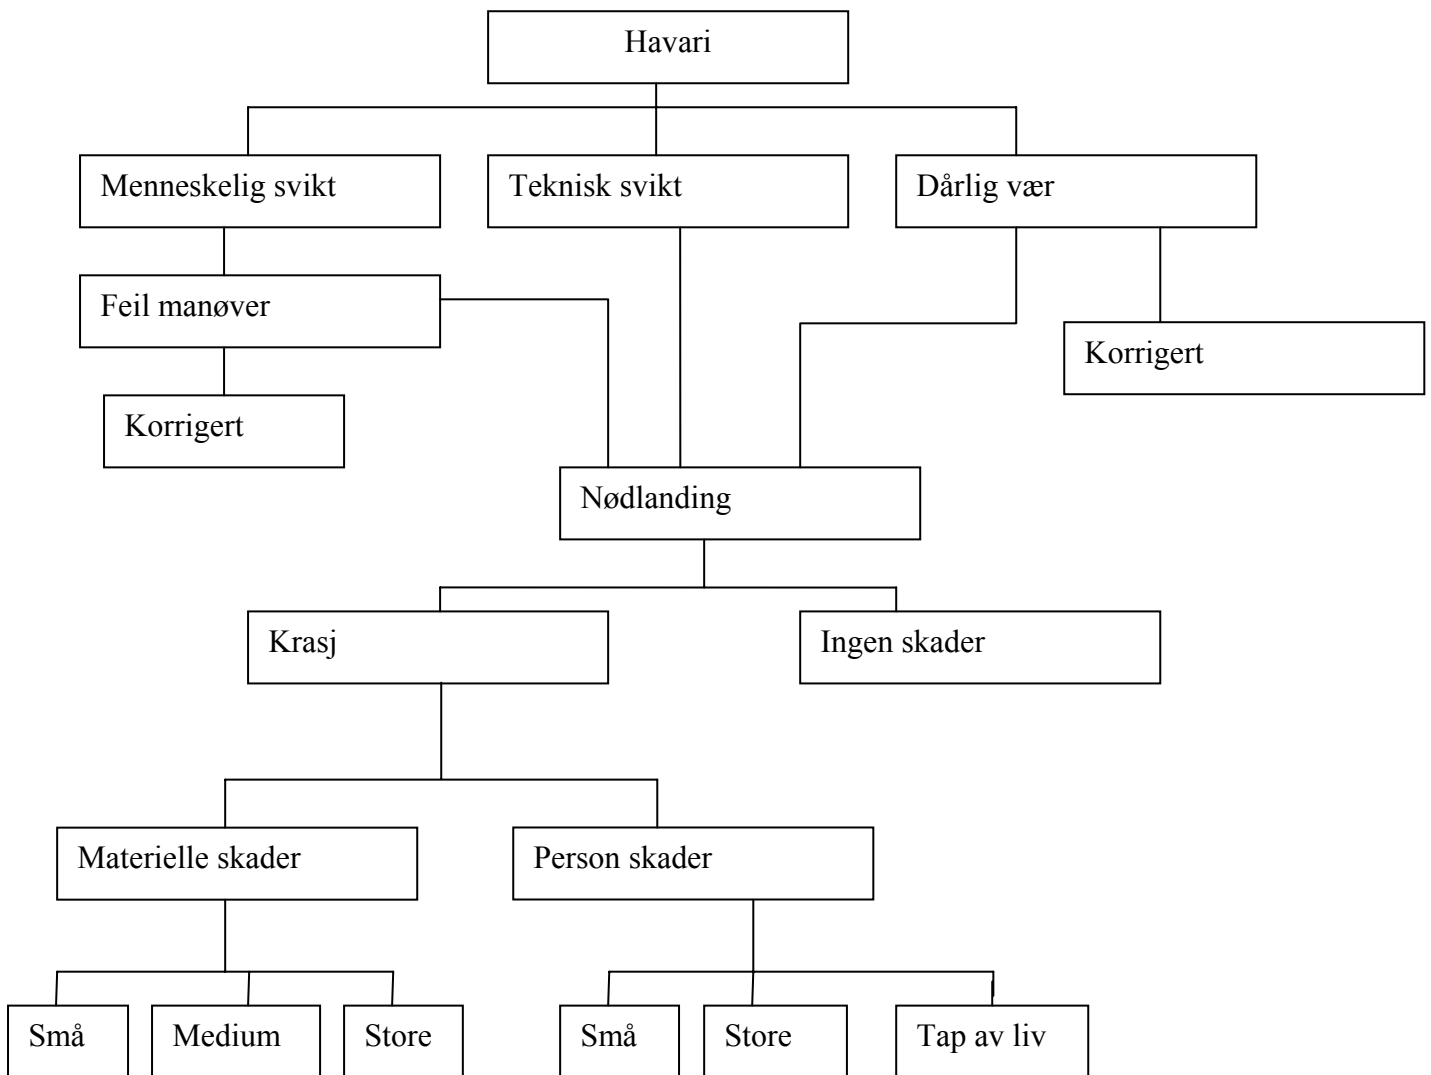 Havari
Menneskelig svikt
Teknisk svikt
Dårlig vær
Feil manøver
Korrigert
Korrigert
Nødlanding
Krasj
Ingen skader
Materielle skader
Person skader
Små
Medium
Store
Små
Store
Tap av liv